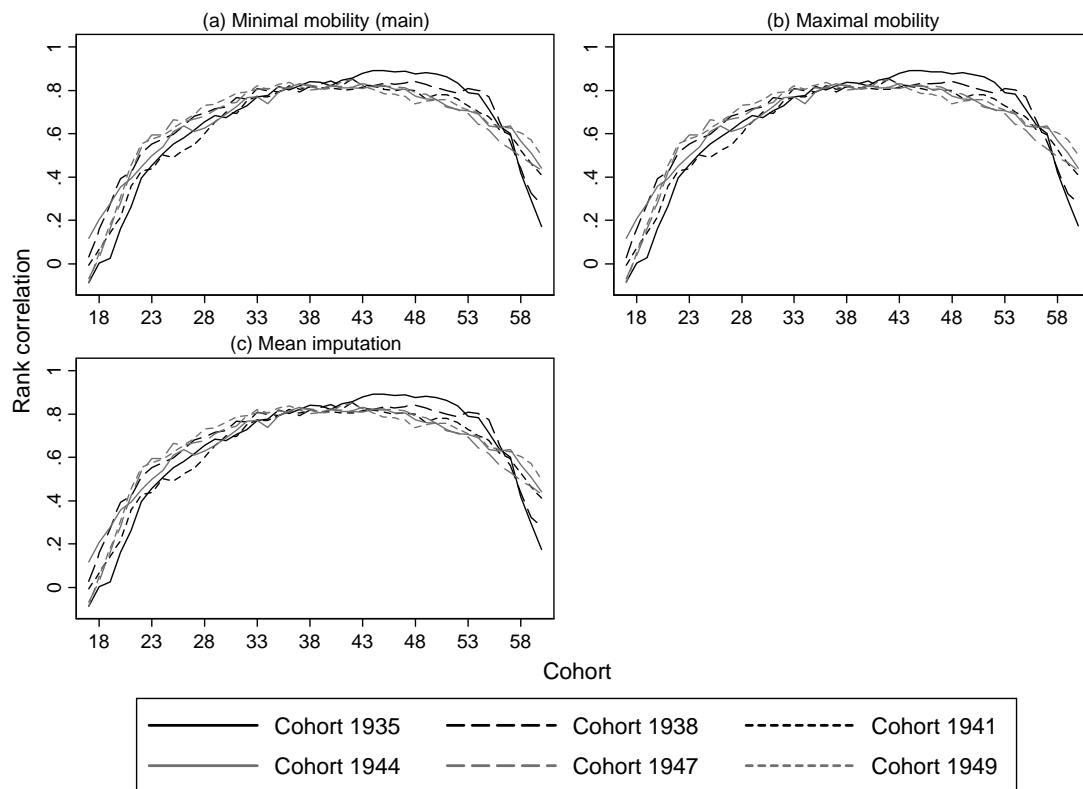 (a) Minimal mobility (main)
(b) Maximal mobility
1
.8
.6
.4
.2
0
18 23 28 33 38 43 48 53 58
1
.8
.6
.4
.2
0
18 23 28 33 38 43 48 53 58
(c) Mean imputation
1
.8
.6
.4
.2
0
18 23 28 33 38 43 48 53 58
Rank correlation
Cohort
Cohort 1935 Cohort 1938 Cohort 1941
Cohort 1944 Cohort 1947 Cohort 1949